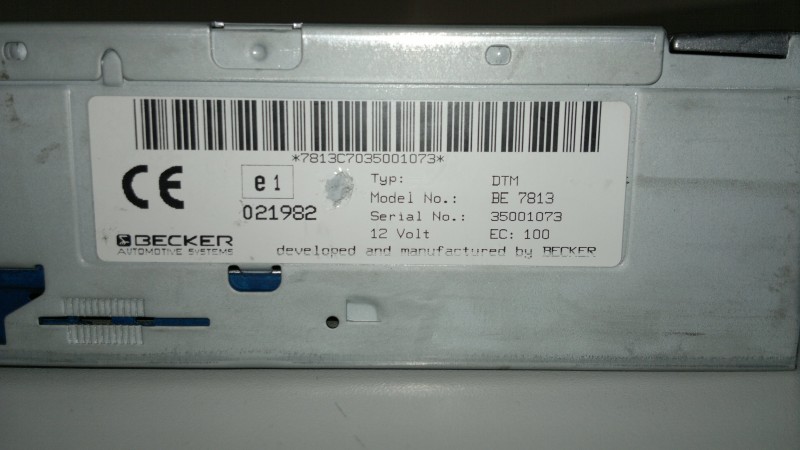 *7813C7035001073*
CE
e1
021982
Typ: DTM
Model No.: BE 7813
Serial No.: 35001073
12 Volt EC: 100
BECKER
AUTOMOTIVE SYSTEMS
developed and manufactured by BECKER